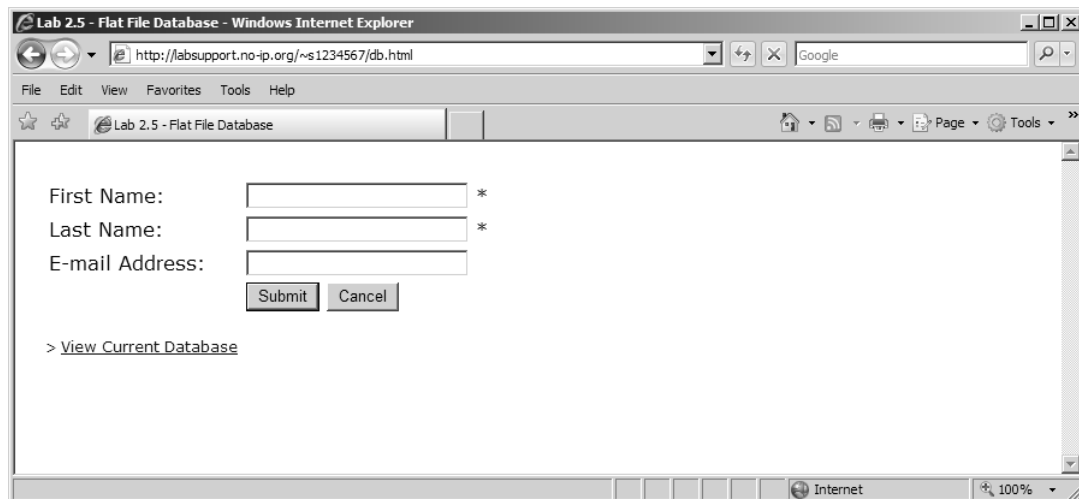 Lab 2.5 - Flat File Database - Windows Internet Explorer
http://labsupport.no-ip.org/~s1234567/db.html
Google
File Edit View Favorites Tools Help
Lab 2.5 - Flat File Database
Page Tools »
First Name: *
Last Name: *
E-mail Address:
Submit Cancel
> View Current Database
Internet 100%